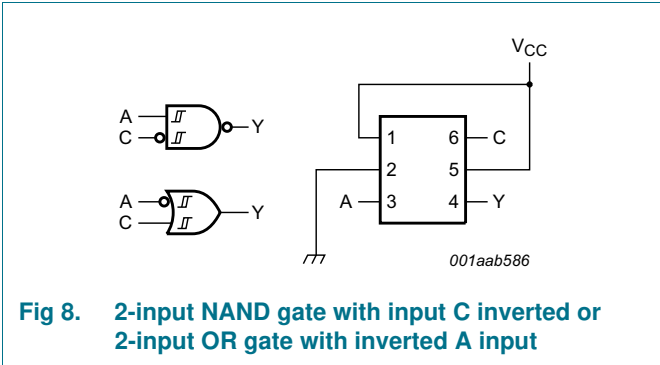 VCC
A
C
Y
1
6
C
2
5
A
3
4
Y
A
C
Y
001aab586
Fig 8. 2-input NAND gate with input C inverted or
2-input OR gate with inverted A input